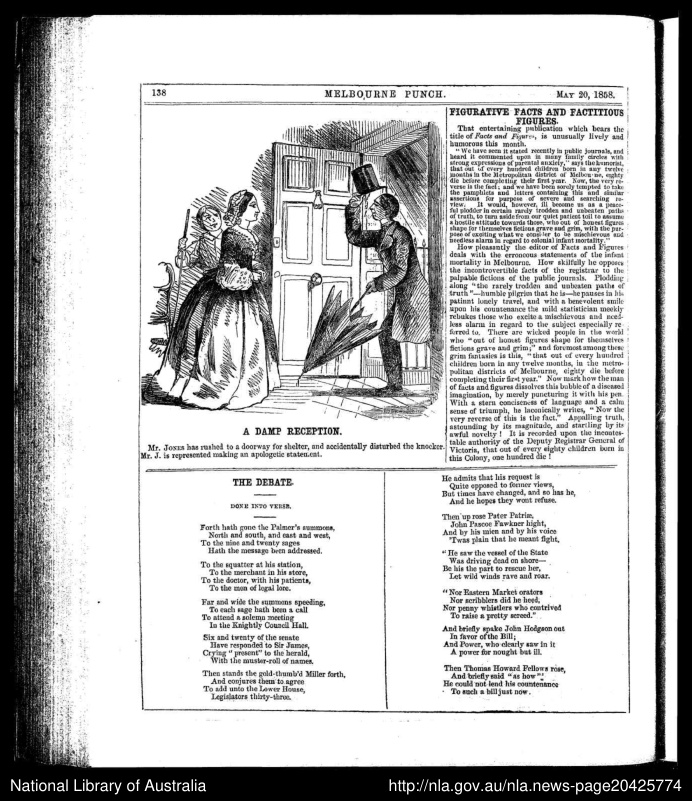 138
MELBOURNE PUNCH.
MAY 20, 1858.
A DAMP RECEPTION.
Mr. JONES has rushed to a doorway for shelter, and accidentally disturbed the knocker.
Mr. J. is represented making an apologetic statement.
FIGURATIVE FACTS AND FACTITIOUS
FIGURES.
That entertaining publication which bears the
title of Facts and Figures, is unusually lively and
humorous this month.
"We have seen it stated recently in public journals, and
heard it commented upon in many family circles with
strong expressions of parental anxiety," says the humorist,
that out of every hundred children born in any twelve
months in the Metropolitan district of Melbourne, eighty
die before completing their first year. Now, the very re-
verse is the fact; and we have been sorely tempted to take
the pamphlets and letters containing this and similar
assertions for purpose of severe and searching re-
view. It would, however, ill become us as a peace-
ful plodder in certain rarely trodden and unbeaten paths
of truth, to turn aside from our quiet patient toil to assume
a hostile attitude towards those, who out of honest figures
shape for themselves fictions grave and grim, with the pur-
pose of exciting what we consider to be mischievous and
needless alarm in regard to colonial infant mortality."
How pleasantly the editor of Facts and Figures
deals with the erroneous statements of the infant
mortality in Melbourne. How skilfully he opposes
the incontrovertible facts of the registrar to the
palpable fictions of the public journals. Plodding
along "the rarely trodden and unbeaten paths of
truth"—humble pilgrim that he is—he pauses in his
patient lonely travel, and with a benevolent smile
upon his countenance the mild statistician meekly
rebukes those who excite a mischievous and need-
less alarm in regard to the subject especially re-
ferred to. There are wicked people in the world
who "out of honest figures shape for themselves
fictions grave and grim;" and foremost among these
grim fantasies is this, "that out of every hundred
children born in any twelve months, in the metro-
politan districts of Melbourne, eighty die before
completing their first year." Now mark how the man
of facts and figures dissolves this bubble of a diseased
imagination, by merely puncturing it with his pen.
With a stern conciseness of language and a calm
sense of triumph, he laconically writes, "Now the
very reverse of this is the fact." Appalling truth,
astounding by its magnitude, and startling by its
awful novelty! It is recorded upon the incontes-
table authority of the Deputy Registrar General of
Victoria, that out of every eighty children born in
this Colony, one hundred die!
THE DEBATE.
DONE INTO VERSE.
Forth hath gone the Palmer's summons,
North and south, and east and west,
To the nine and twenty sages
Hath the message been addressed.
To the squatter at his station,
To the merchant in his store,
To the doctor, with his patients,
To the men of legal lore.
Far and wide the summons speeding,
To each sage hath been a call
To attend a solemn meeting
In the Knightly Council Hall.
Six and twenty of the senate
Have responded to Sir James,
Crying "present" to the herald,
With the muster-roll of names.
Then stands the gold-thumb'd Miller forth,
And conjures them to agree
To add unto the Lower House,
Legislators thirty-three.
He admits that his request is
Quite opposed to former views,
But times have changed, and so has he,
And he hopes they wont refuse.
Then up rose Pater Patriæ,
John Pascoe Fawkner hight,
And by his mien and by his voice
'Twas plain that he meant fight,
"He saw the vessel of the State
Was driving dead on shore—
Be his the part to rescue her,
Let wild winds rave and roar.
"Nor Eastern Market orators
Nor scribblers did he heed,
Nor penny whistlers who contrived
To raise a pretty screed."
And briefly spake John Hodgson out
In favor of the Bill;
And Power, who clearly saw in it
A power for nought but ill.
Then Thomas Howard Fellows rose,
And briefly said "as how"
He could not lend his countenance
To such a bill just now.
National Library of Australia
http://nla.gov.au/nla.news-page20425774